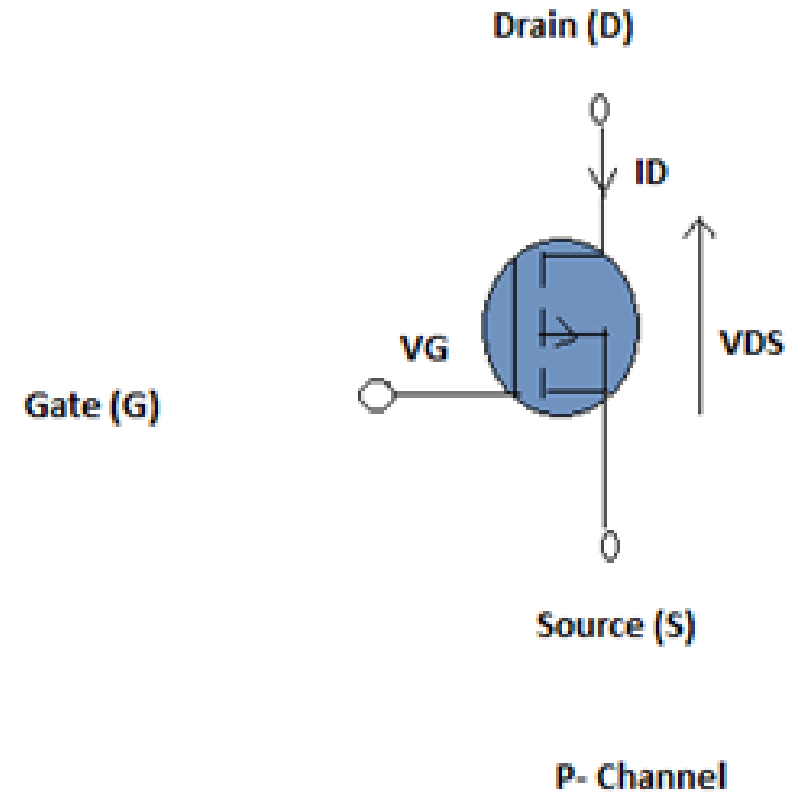 Drain (D)
ID
VG
VDS
Gate (G)
Source (S)
P- Channel